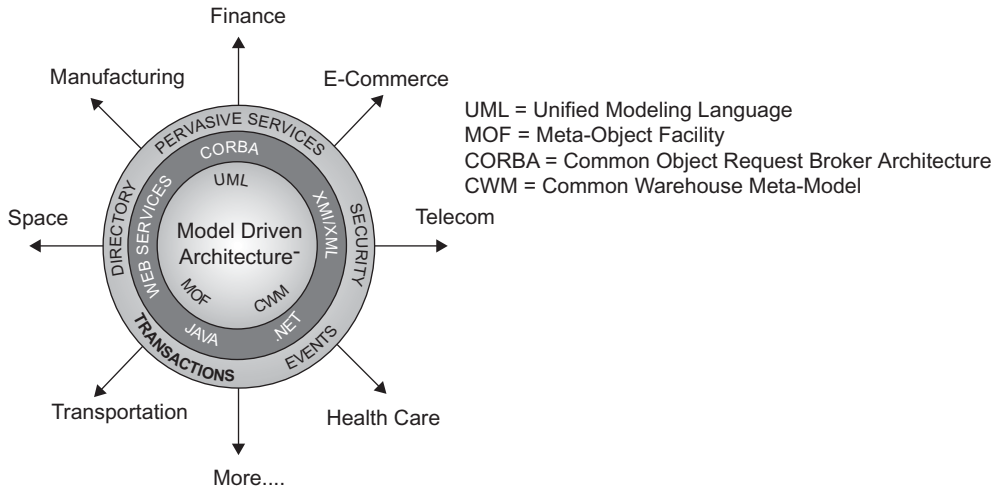 Finance
Manufacturing
E-Commerce
UML = Unified Modeling Language
MOF = Meta-Object Facility
CORBA = Common Object Request Broker Architecture
CWM = Common Warehouse Meta-Model
PERVASIVE SERVICES
CORBA
UML
Space
DIRECTORY
WEB SERVICES
Model Driven
Architecture-
XMI/XML
SECURITY
Telecom
MOF
CWM
JAVA
.NET
TRANSACTIONS
EVENTS
Transportation
Health Care
More....